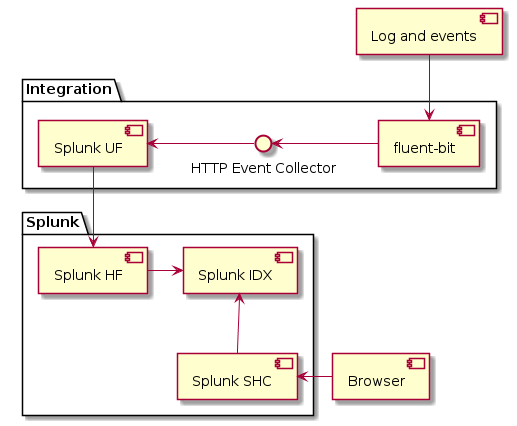 Log and events
Integration
Splunk UF
HTTP Event Collector
fluent-bit
Splunk
Splunk HF
Splunk IDX
Splunk SHC
Browser